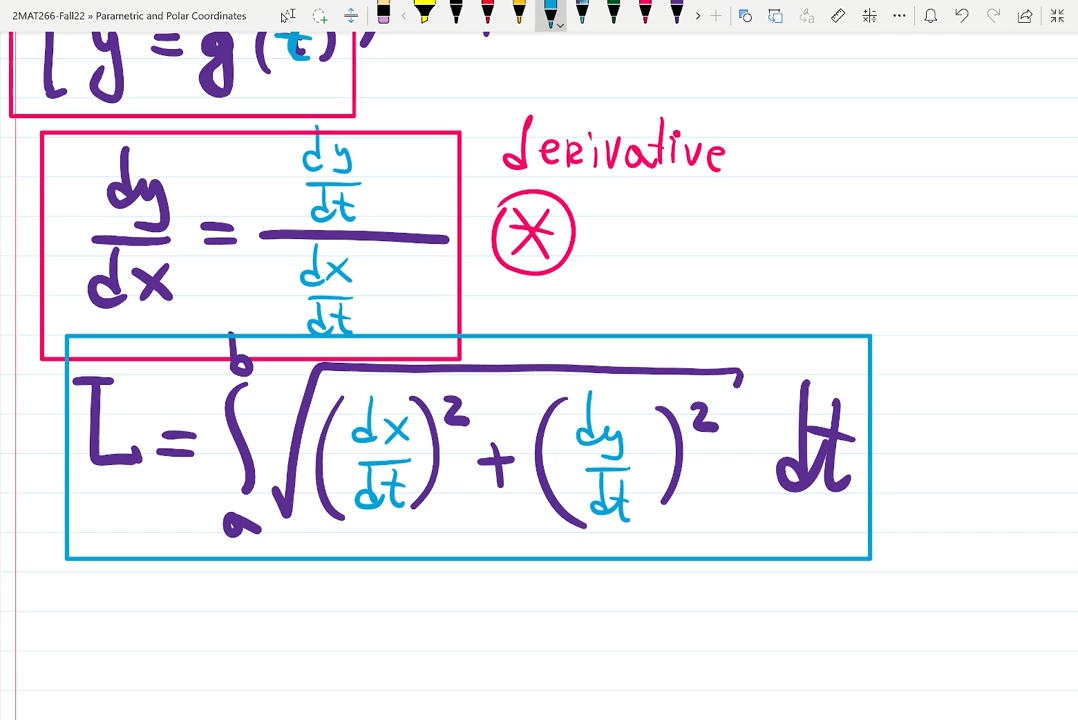 2MAT266-Fall22 » Parametric and Polar Coordinates
y = g(t)
dy/dx = (dy/dt)/(dx/dt) derivative
*
L = ∫_a^b √((dx/dt)² + (dy/dt)²) dt